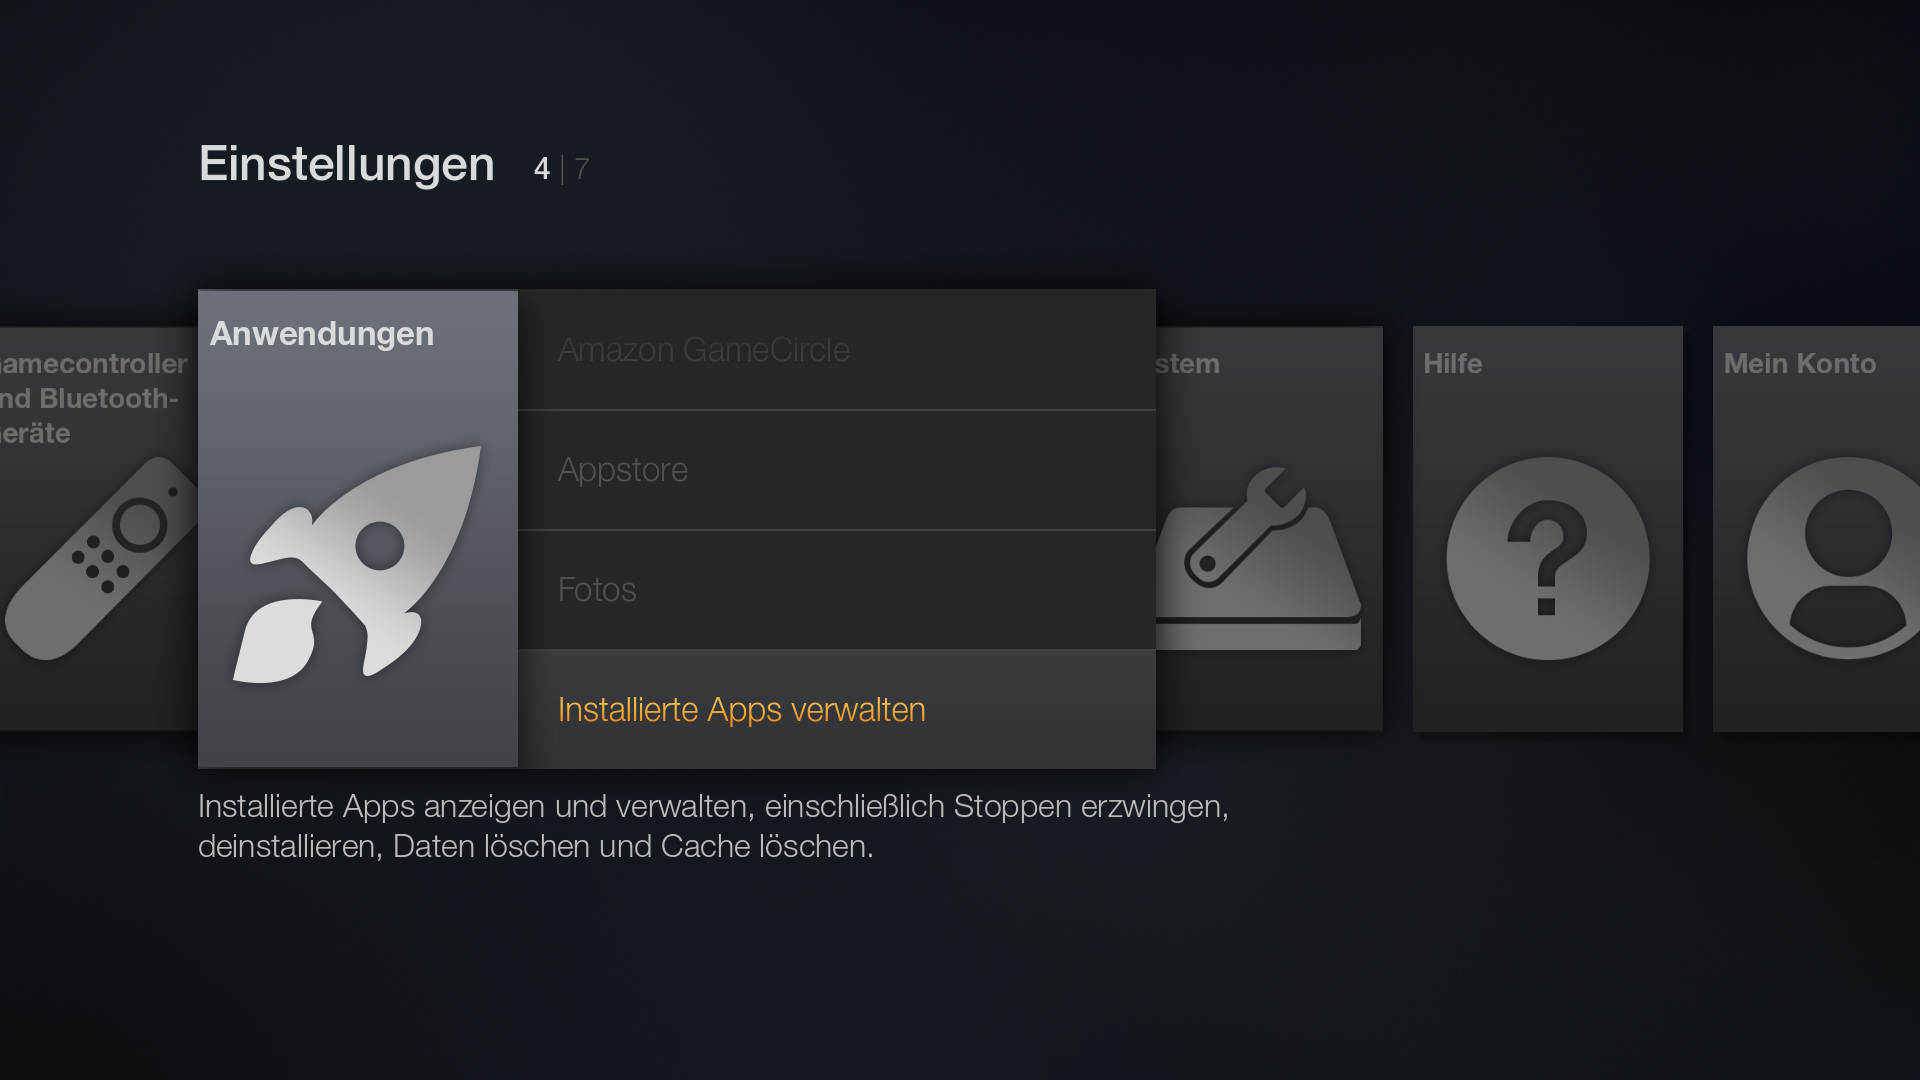 Einstellungen 4 | 7
amecontroller
nd Bluetooth-
eräte
Anwendungen
Amazon GameCircle
Appstore
Fotos
Installierte Apps verwalten
stem
Hilfe
Mein Konto
Installierte Apps anzeigen und verwalten, einschließlich Stoppen erzwingen,
deinstallieren, Daten löschen und Cache löschen.